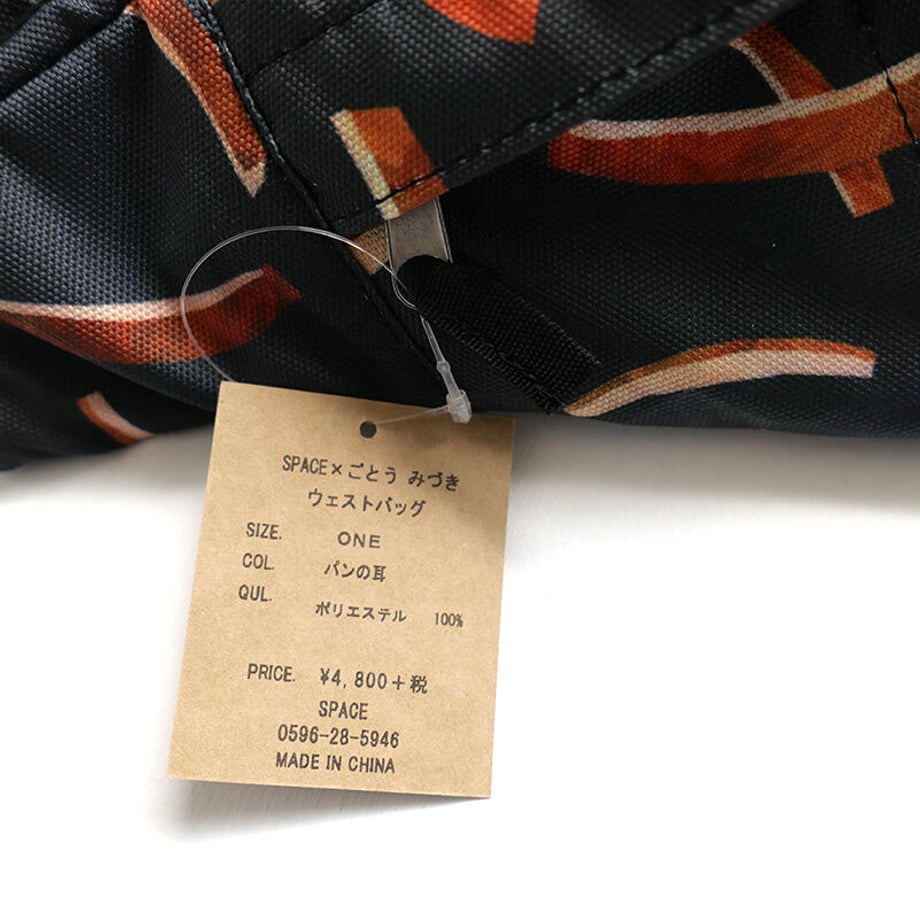 SPACE×ごとう みづき
ウェストバッグ
SIZE. ONE
COL. パンの耳
QUL. ポリエステル 100%
PRICE. ¥4,800+税
SPACE
0596-28-5946
MADE IN CHINA